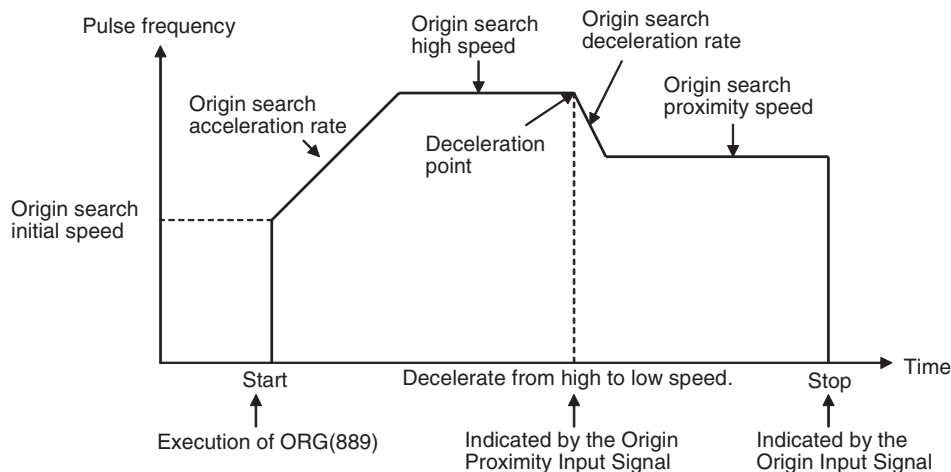 Pulse frequency
Origin search
high speed
Origin search
deceleration rate
Origin search
acceleration rate
Origin search
proximity speed
Deceleration
point
Origin search
initial speed
Time
Start
Decelerate from high to low speed.
Stop
Execution of ORG(889)
Indicated by the Origin
Proximity Input Signal
Indicated by the
Origin Input Signal